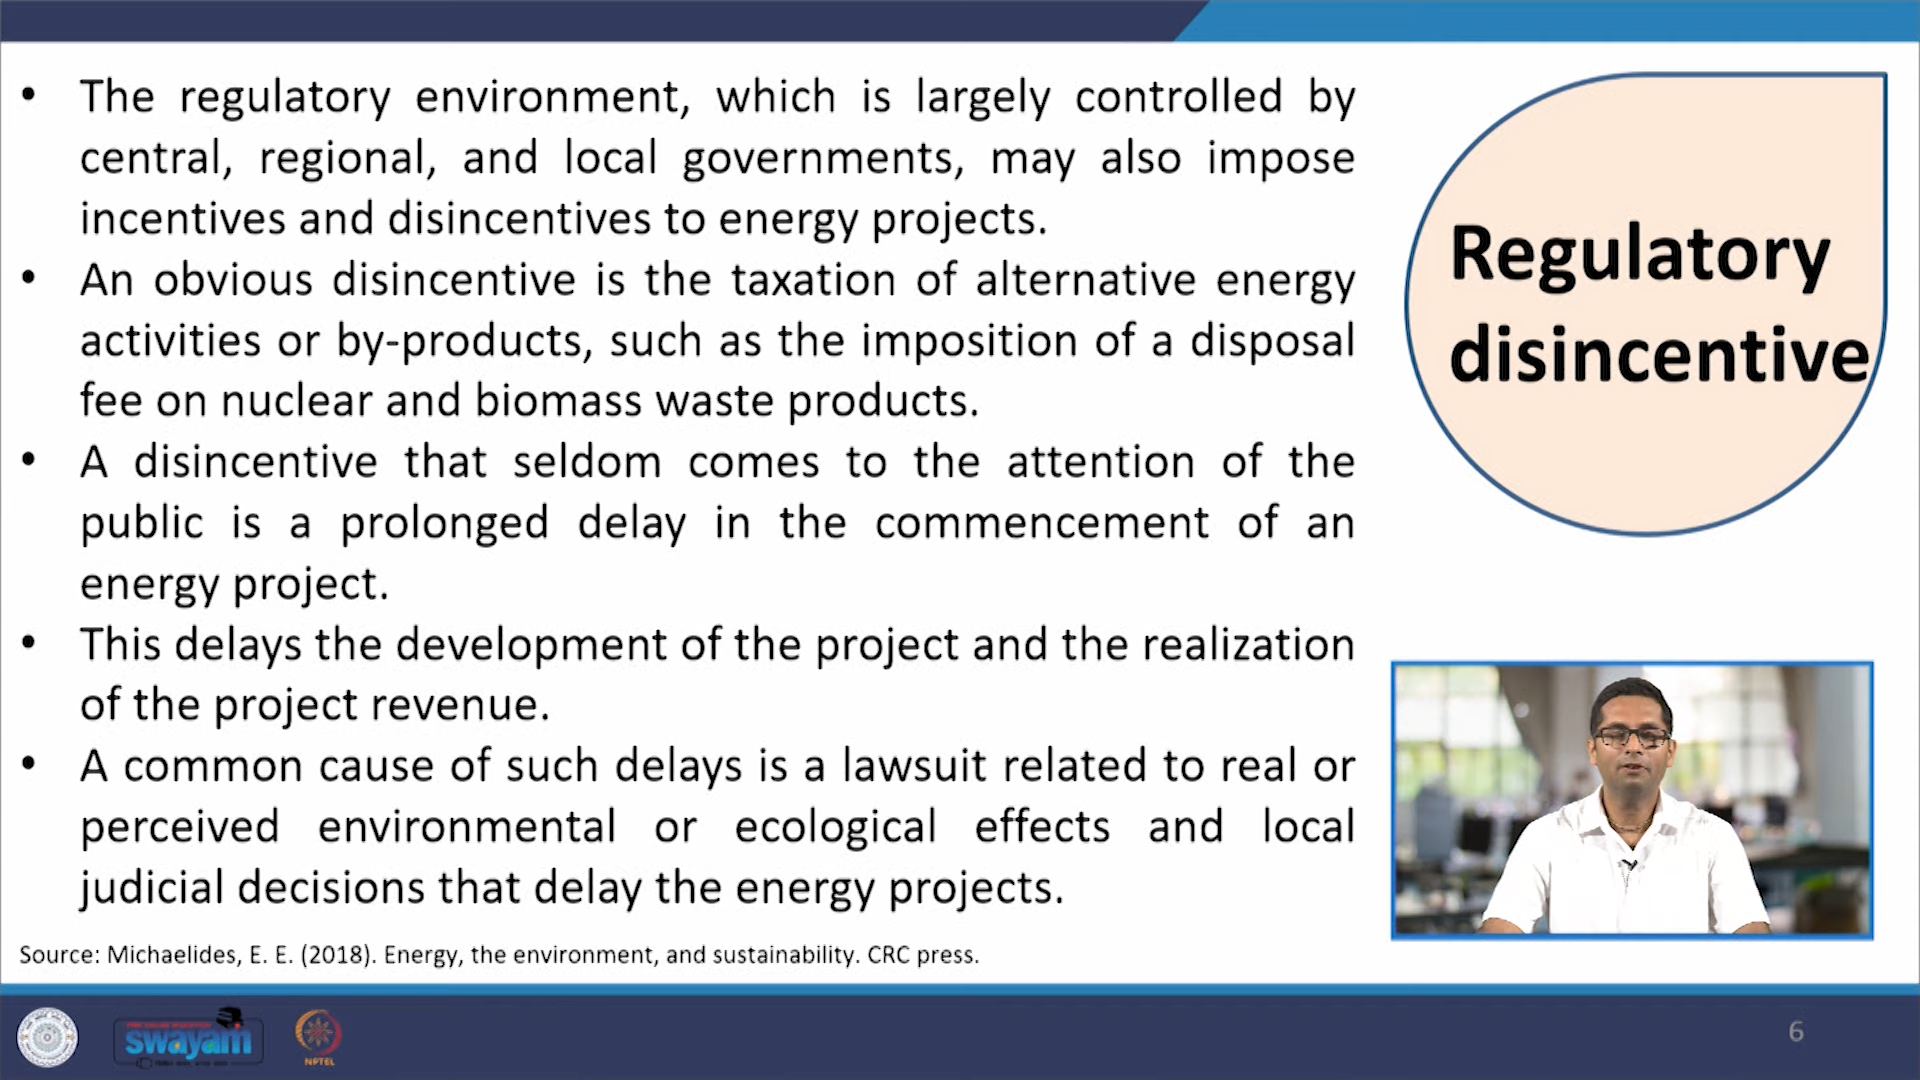 • The regulatory environment, which is largely controlled by
central, regional, and local governments, may also impose
incentives and disincentives to energy projects.
• An obvious disincentive is the taxation of alternative energy
activities or by-products, such as the imposition of a disposal
fee on nuclear and biomass waste products.
• A disincentive that seldom comes to the attention of the
public is a prolonged delay in the commencement of an
energy project.
• This delays the development of the project and the realization
of the project revenue.
• A common cause of such delays is a lawsuit related to real or
perceived environmental or ecological effects and local
judicial decisions that delay the energy projects.
Source: Michaelides, E. E. (2018). Energy, the environment, and sustainability. CRC press.
Regulatory
disincentive
swayam
NPTEL
6